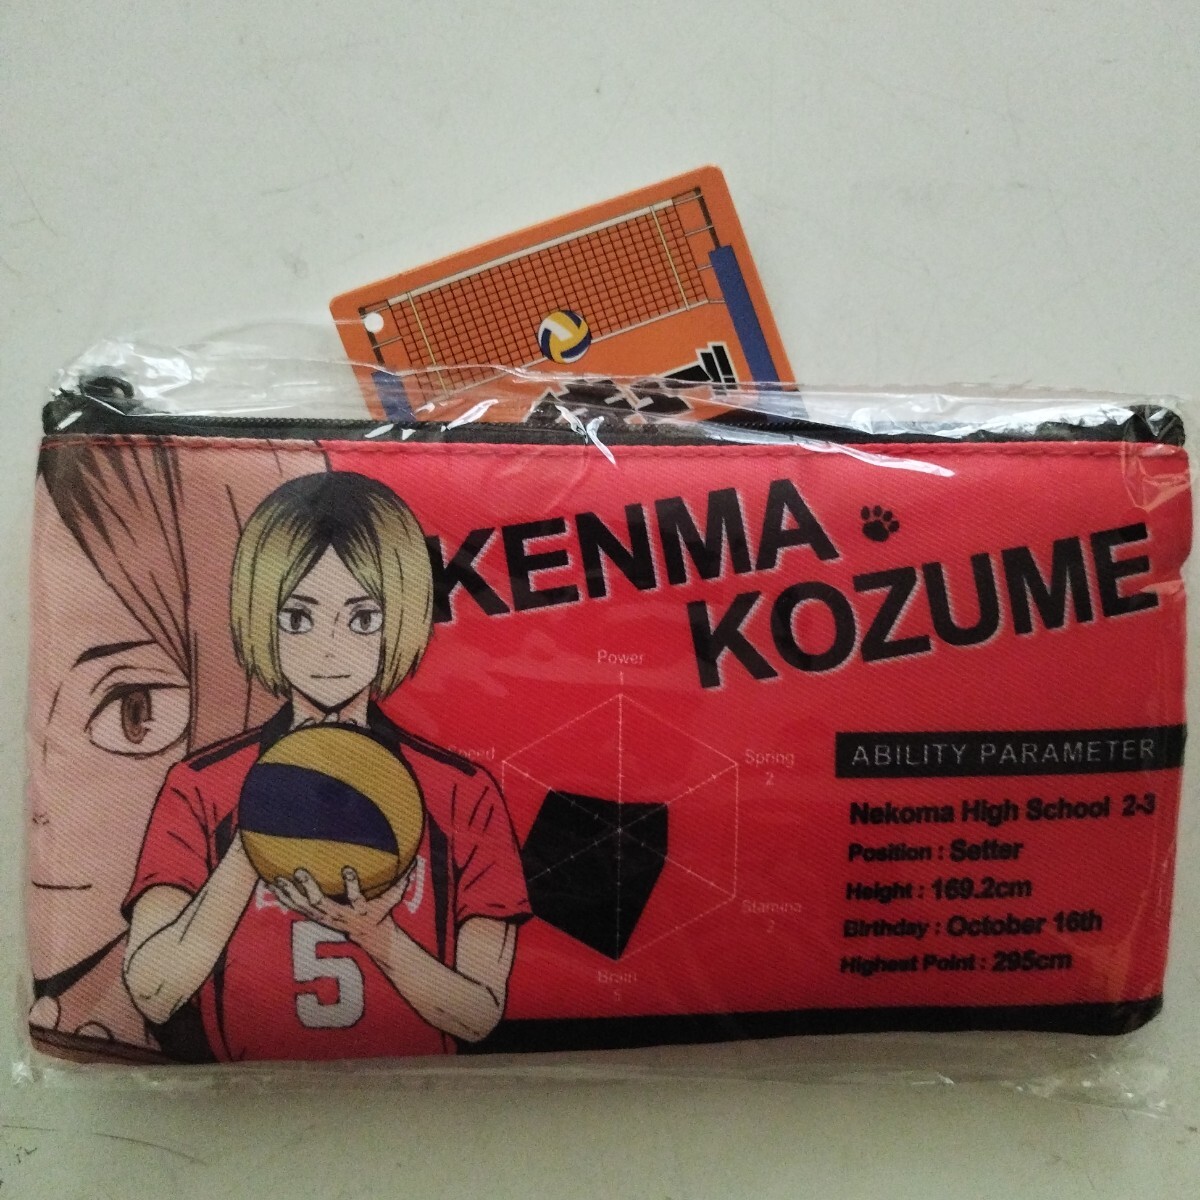 KENMA
KOZUME
Power
Speed
Spring
2
Stamina
2
Brain
5
ABILITY PARAMETER
Nekoma High School 2-3
Position : Setter
Height : 169.2cm
Birthday : October 16th
Highest Point : 295cm
5